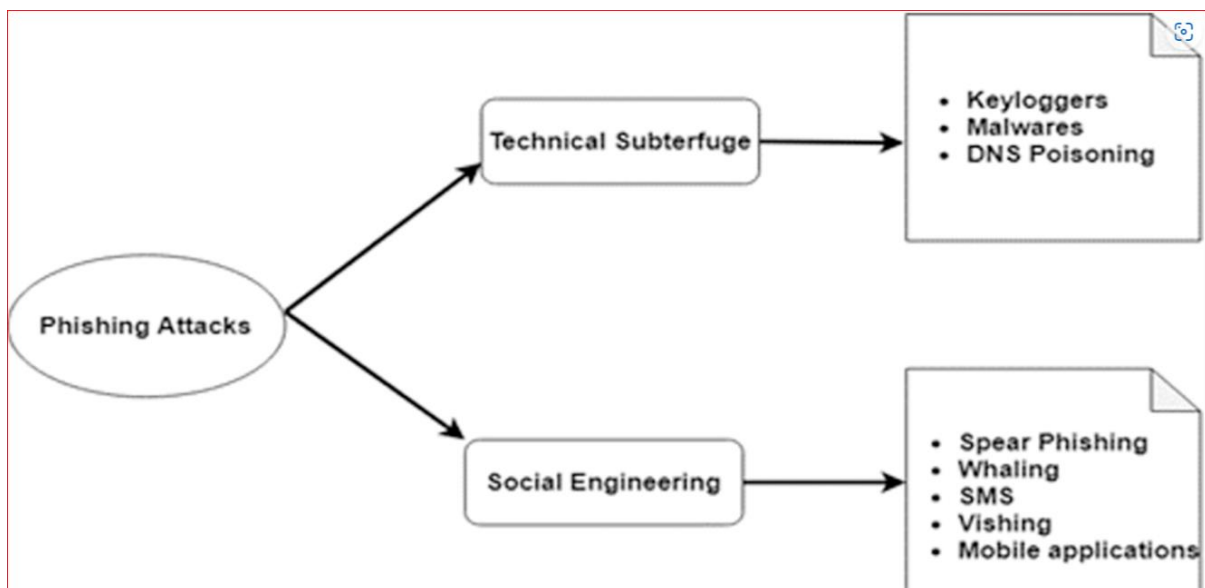 Phishing Attacks
Technical Subterfuge
• Keyloggers
• Malwares
• DNS Poisoning
Social Engineering
• Spear Phishing
• Whaling
• SMS
• Vishing
• Mobile applications